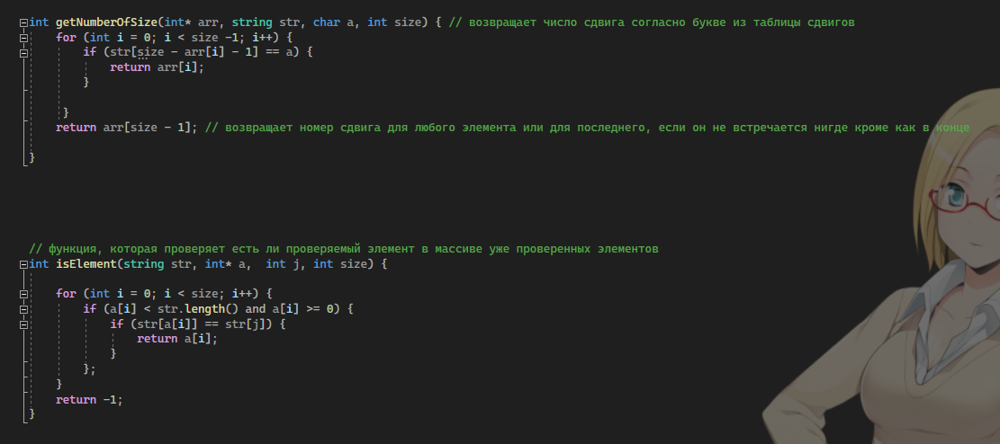 int getNumberOfSize(int* arr, string str, char a, int size) { // возвращает число сдвига согласно букве из таблицы сдвигов
for (int i = 0; i < size -1; i++) {
if (str[size - arr[i] - 1] == a) {
return arr[i];
}
}
return arr[size - 1]; // возвращает номер сдвига для любого элемента или для последнего, если он не встречается нигде кроме как в конце
}
// функция, которая проверяет есть ли проверяемый элемент в массиве уже проверенных элементов
int isElement(string str, int* a,  int j, int size) {
for (int i = 0; i < size; i++) {
if (a[i] < str.length() and a[i] >= 0) {
if (str[a[i]] == str[j]) {
return a[i];
}
};
}
return -1;
}